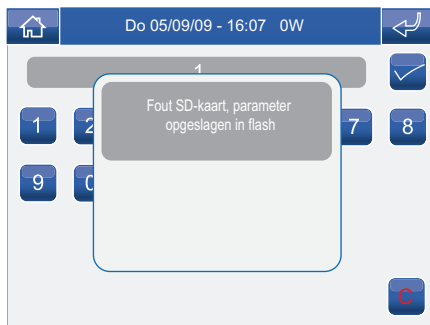 Do 05/09/09 - 16:07 0W
1
Fout SD-kaart, parameter
opgeslagen in flash
1 2 7 8
9 0
C